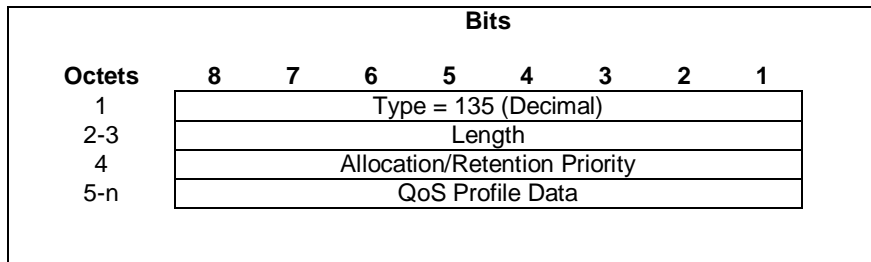 Bits
Octets 8 7 6 5 4 3 2 1
1 Type = 135 (Decimal)
2-3 Length
4 Allocation/Retention Priority
5-n QoS Profile Data